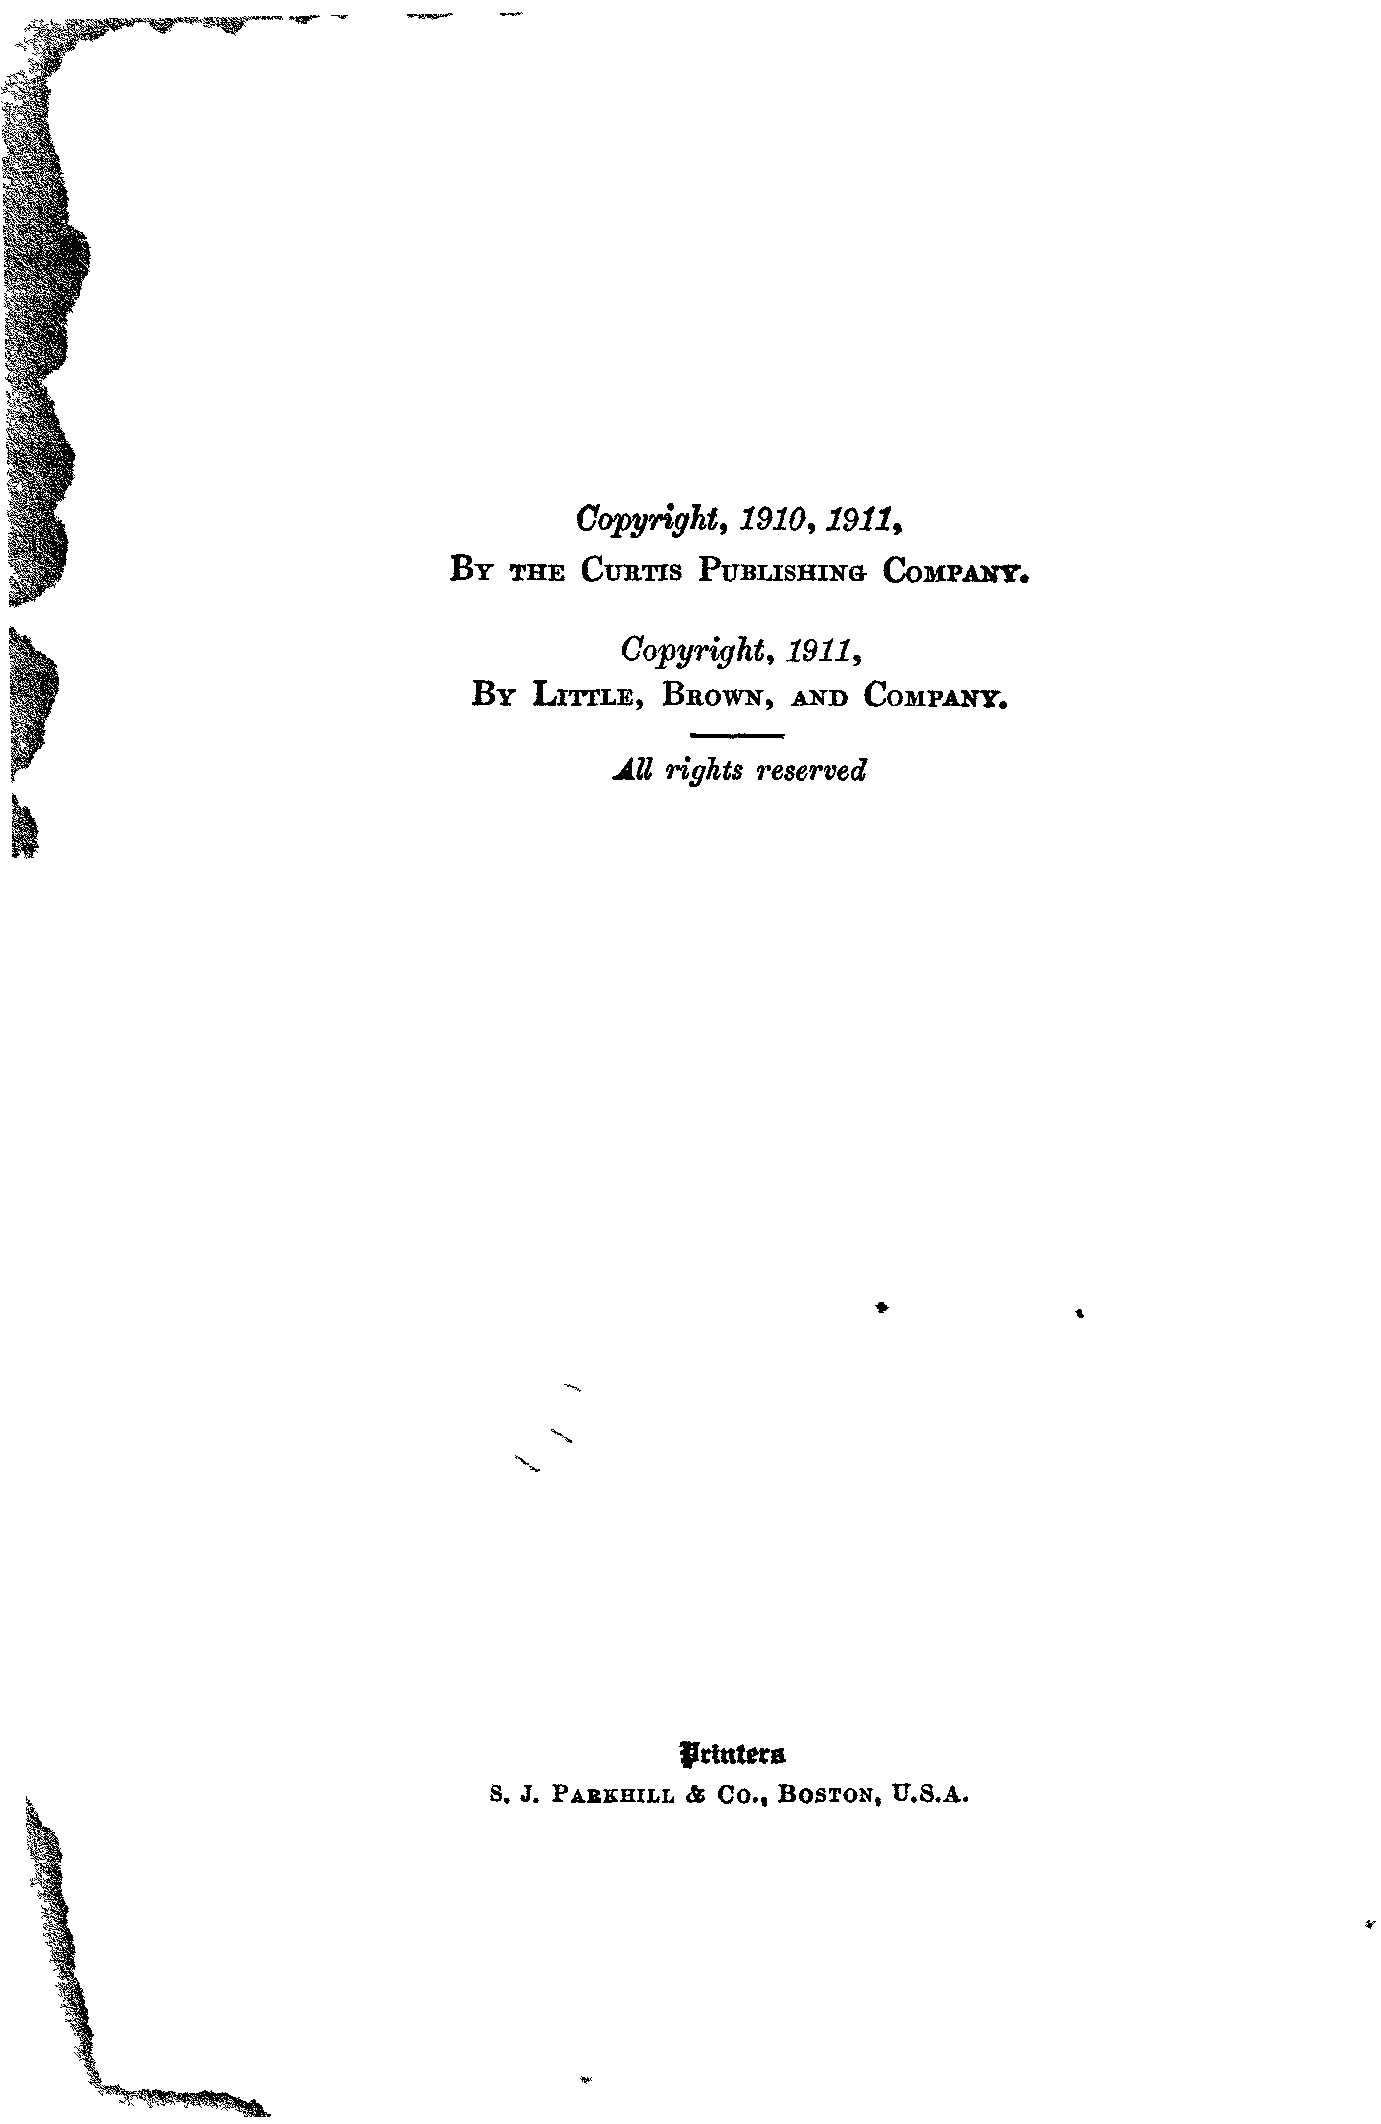 Copyright, 1910, 1911,
By the Curtis Publishing Company.
Copyright, 1911,
By Little, Brown, and Company.
All rights reserved
Printers
S. J. Parkhill & Co., Boston, U.S.A.